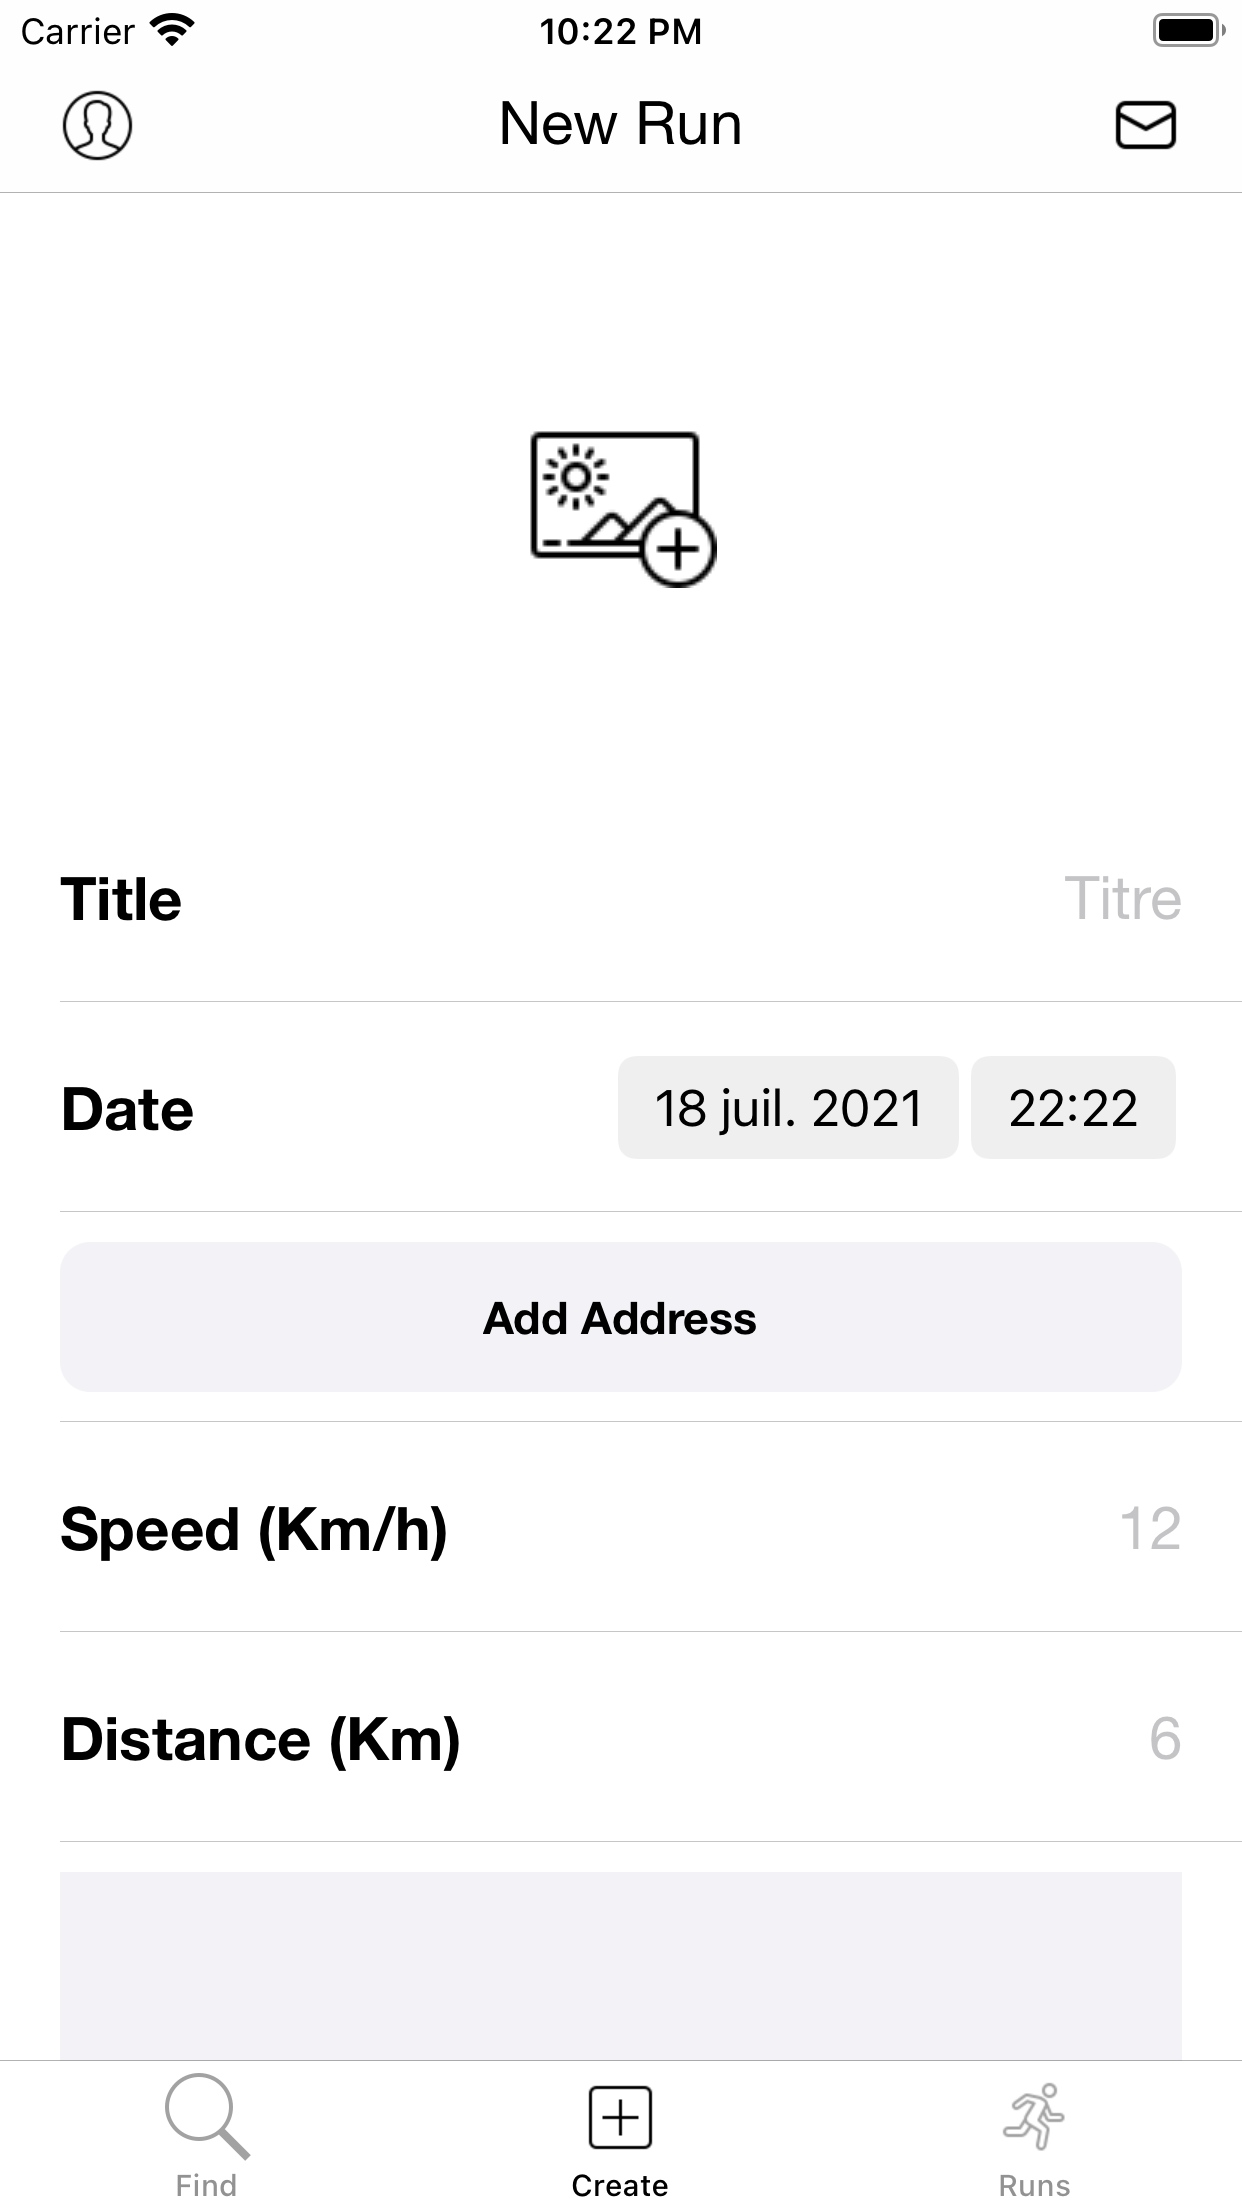 Carrier 10:22 PM
New Run
Title Titre
Date 18 juil. 2021 22:22
Add Address
Speed (Km/h) 12
Distance (Km) 6
Find Create Runs